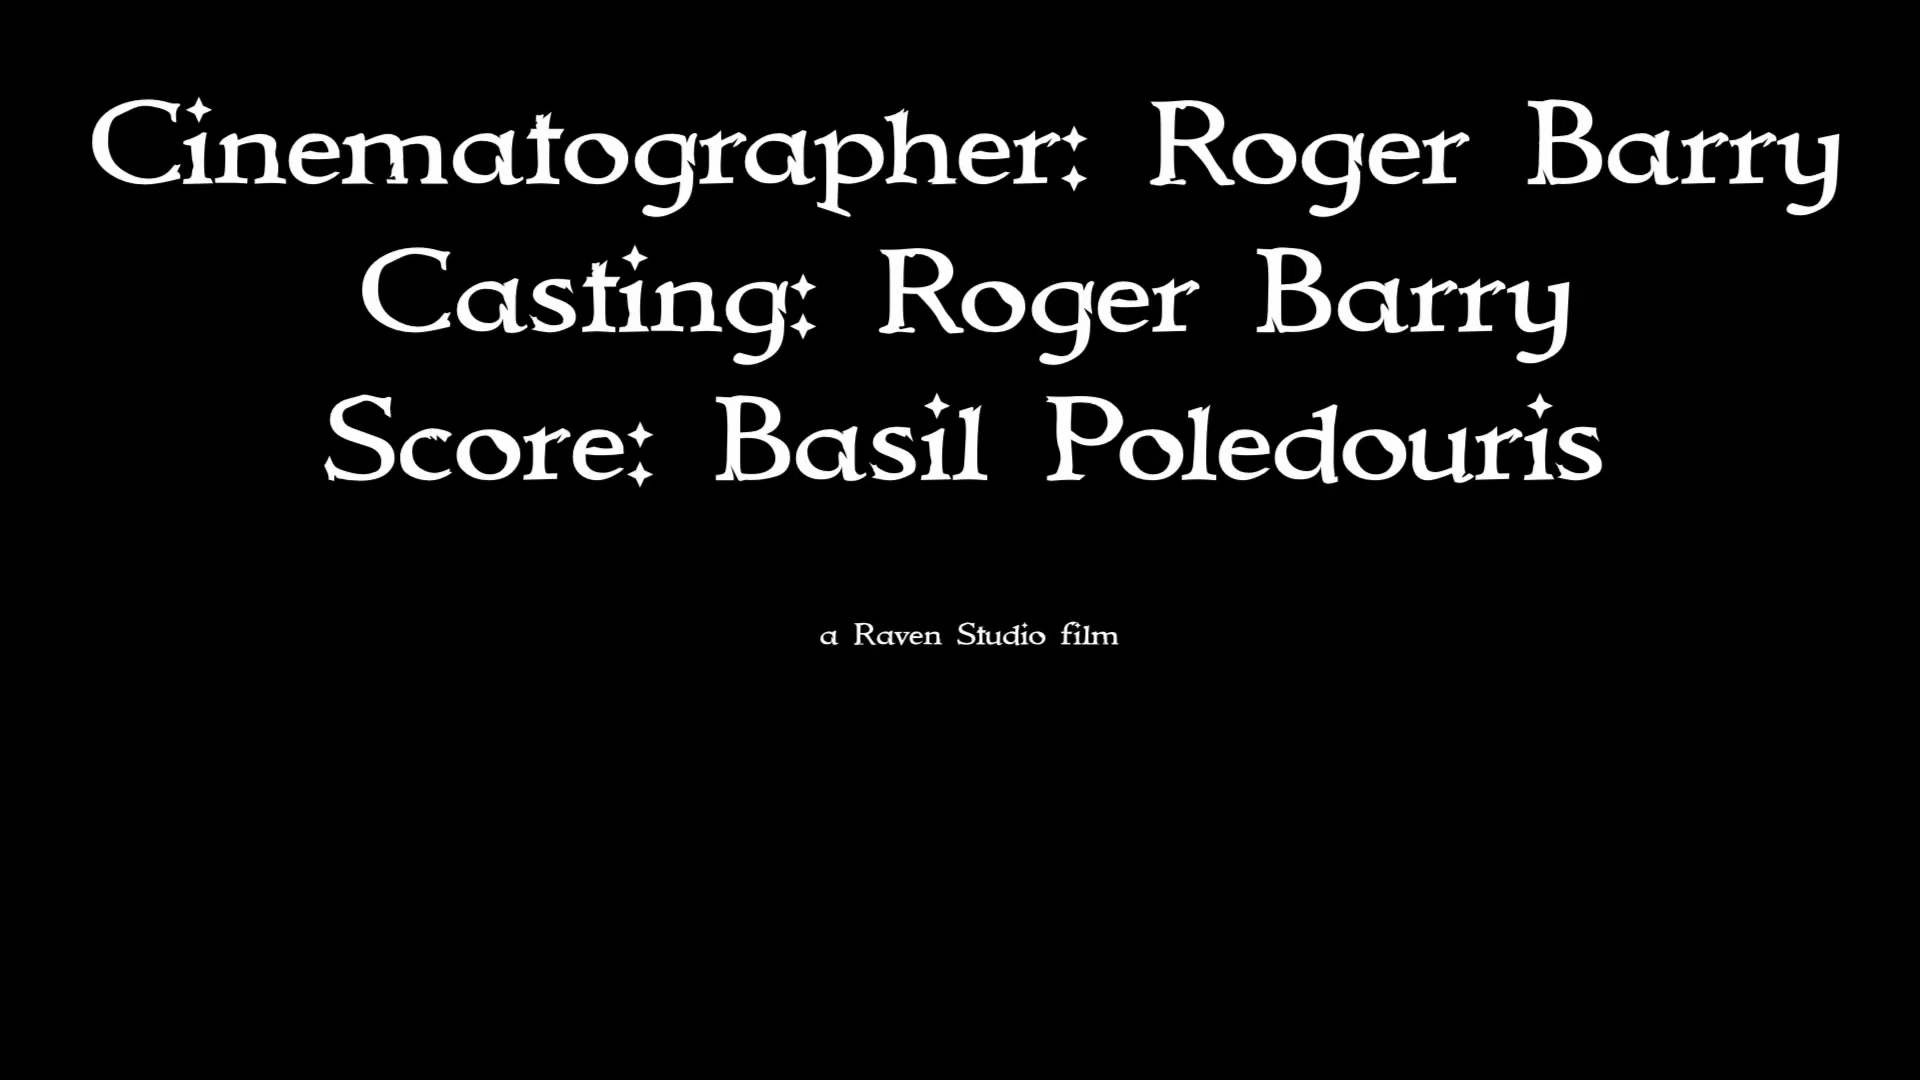 Cinematographer: Roger Barry
Casting: Roger Barry
Score: Basil Poledouris
a Raven Studio film